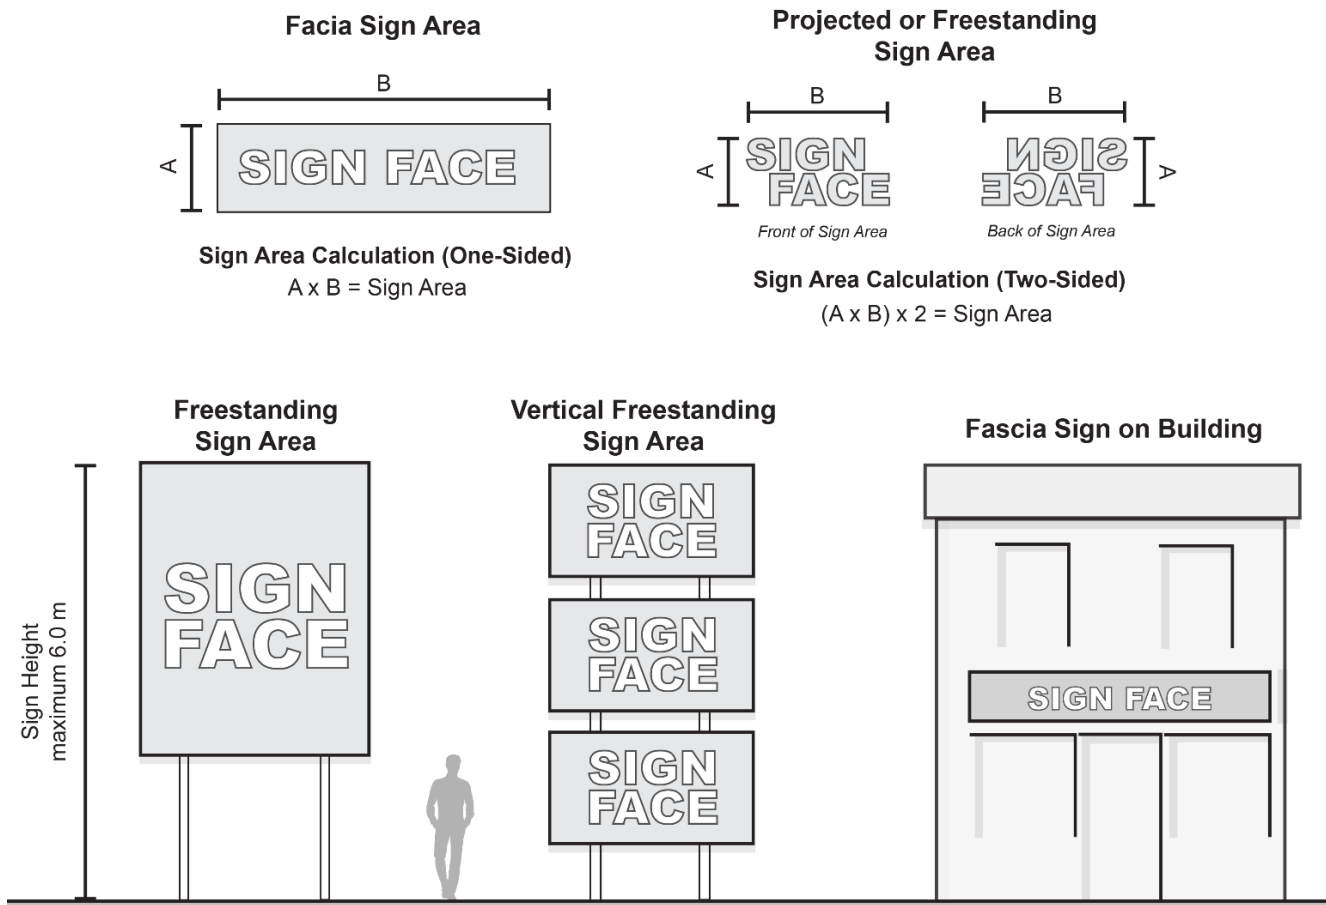 Facia Sign Area
B
A
SIGN FACE
Sign Area Calculation (One-Sided)
A x B = Sign Area
Projected or Freestanding
Sign Area
B
A
SIGN
FACE
Front of Sign Area
B
SIGN
FACE
A
Back of Sign Area
Sign Area Calculation (Two-Sided)
(A x B) x 2 = Sign Area
Freestanding
Sign Area
Sign Height
maximum 6.0 m
SIGN
FACE
Vertical Freestanding
Sign Area
SIGN
FACE
SIGN
FACE
SIGN
FACE
Fascia Sign on Building
SIGN FACE